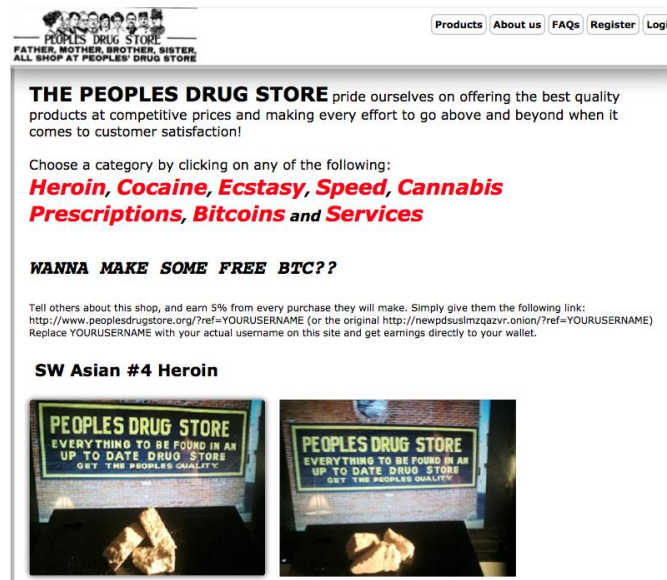 PEOPLES DRUG STORE
FATHER, MOTHER, BROTHER, SISTER,
ALL SHOP AT PEOPLES' DRUG STORE
Products About us FAQs Register Logi
THE PEOPLES DRUG STORE pride ourselves on offering the best quality
products at competitive prices and making every effort to go above and beyond when it
comes to customer satisfaction!
Choose a category by clicking on any of the following:
Heroin, Cocaine, Ecstasy, Speed, Cannabis
Prescriptions, Bitcoins and Services
WANNA MAKE SOME FREE BTC??
Tell others about this shop, and earn 5% from every purchase they will make. Simply give them the following link:
http://www.peoplesdrugstore.org/?ref=YOURUSERNAME (or the original http://newpdsuslmzqazvr.onion/?ref=YOURUSERNAME)
Replace YOURUSERNAME with your actual username on this site and get earnings directly to your wallet.
SW Asian #4 Heroin
PEOPLES DRUG STORE
EVERYTHING TO BE FOUND IN AN
UP TO DATE DRUG STORE
GET THE PEOPLES QUALITY
PEOPLES DRUG STORE
EVERYTHING TO BE FOUND IN AN
UP TO DATE DRUG STORE
GET THE PEOPLES QUALITY